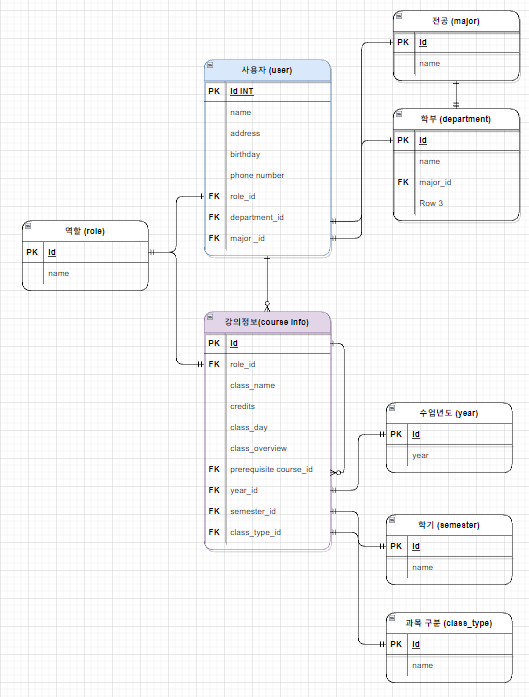 전공 (major)
PK Id
name
사용자 (user)
PK Id INT
name
address
birthday
phone number
FK role_id
FK department_id
FK major _id
학부 (department)
PK Id
name
FK major_id
Row 3
역할 (role)
PK Id
name
강의정보(course info)
PK Id
FK role_id
class_name
credits
class_day
class_overview
FK prerequisite course_id
FK year_id
FK semester_id
FK class_type_id
수업년도 (year)
PK Id
year
학기 (semester)
PK Id
name
과목 구분 (class_type)
PK Id
name